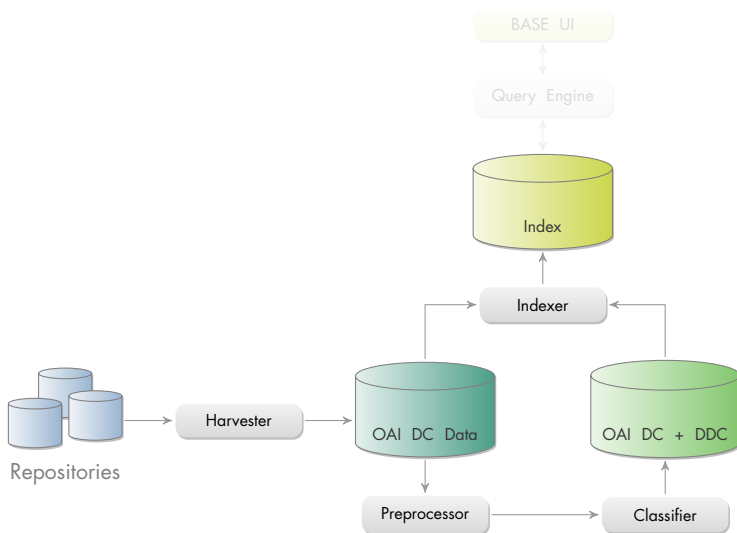 BASE UI
Query Engine
Index
Indexer
Harvester
OAI DC Data
OAI DC + DDC
Repositories
Preprocessor
Classifier